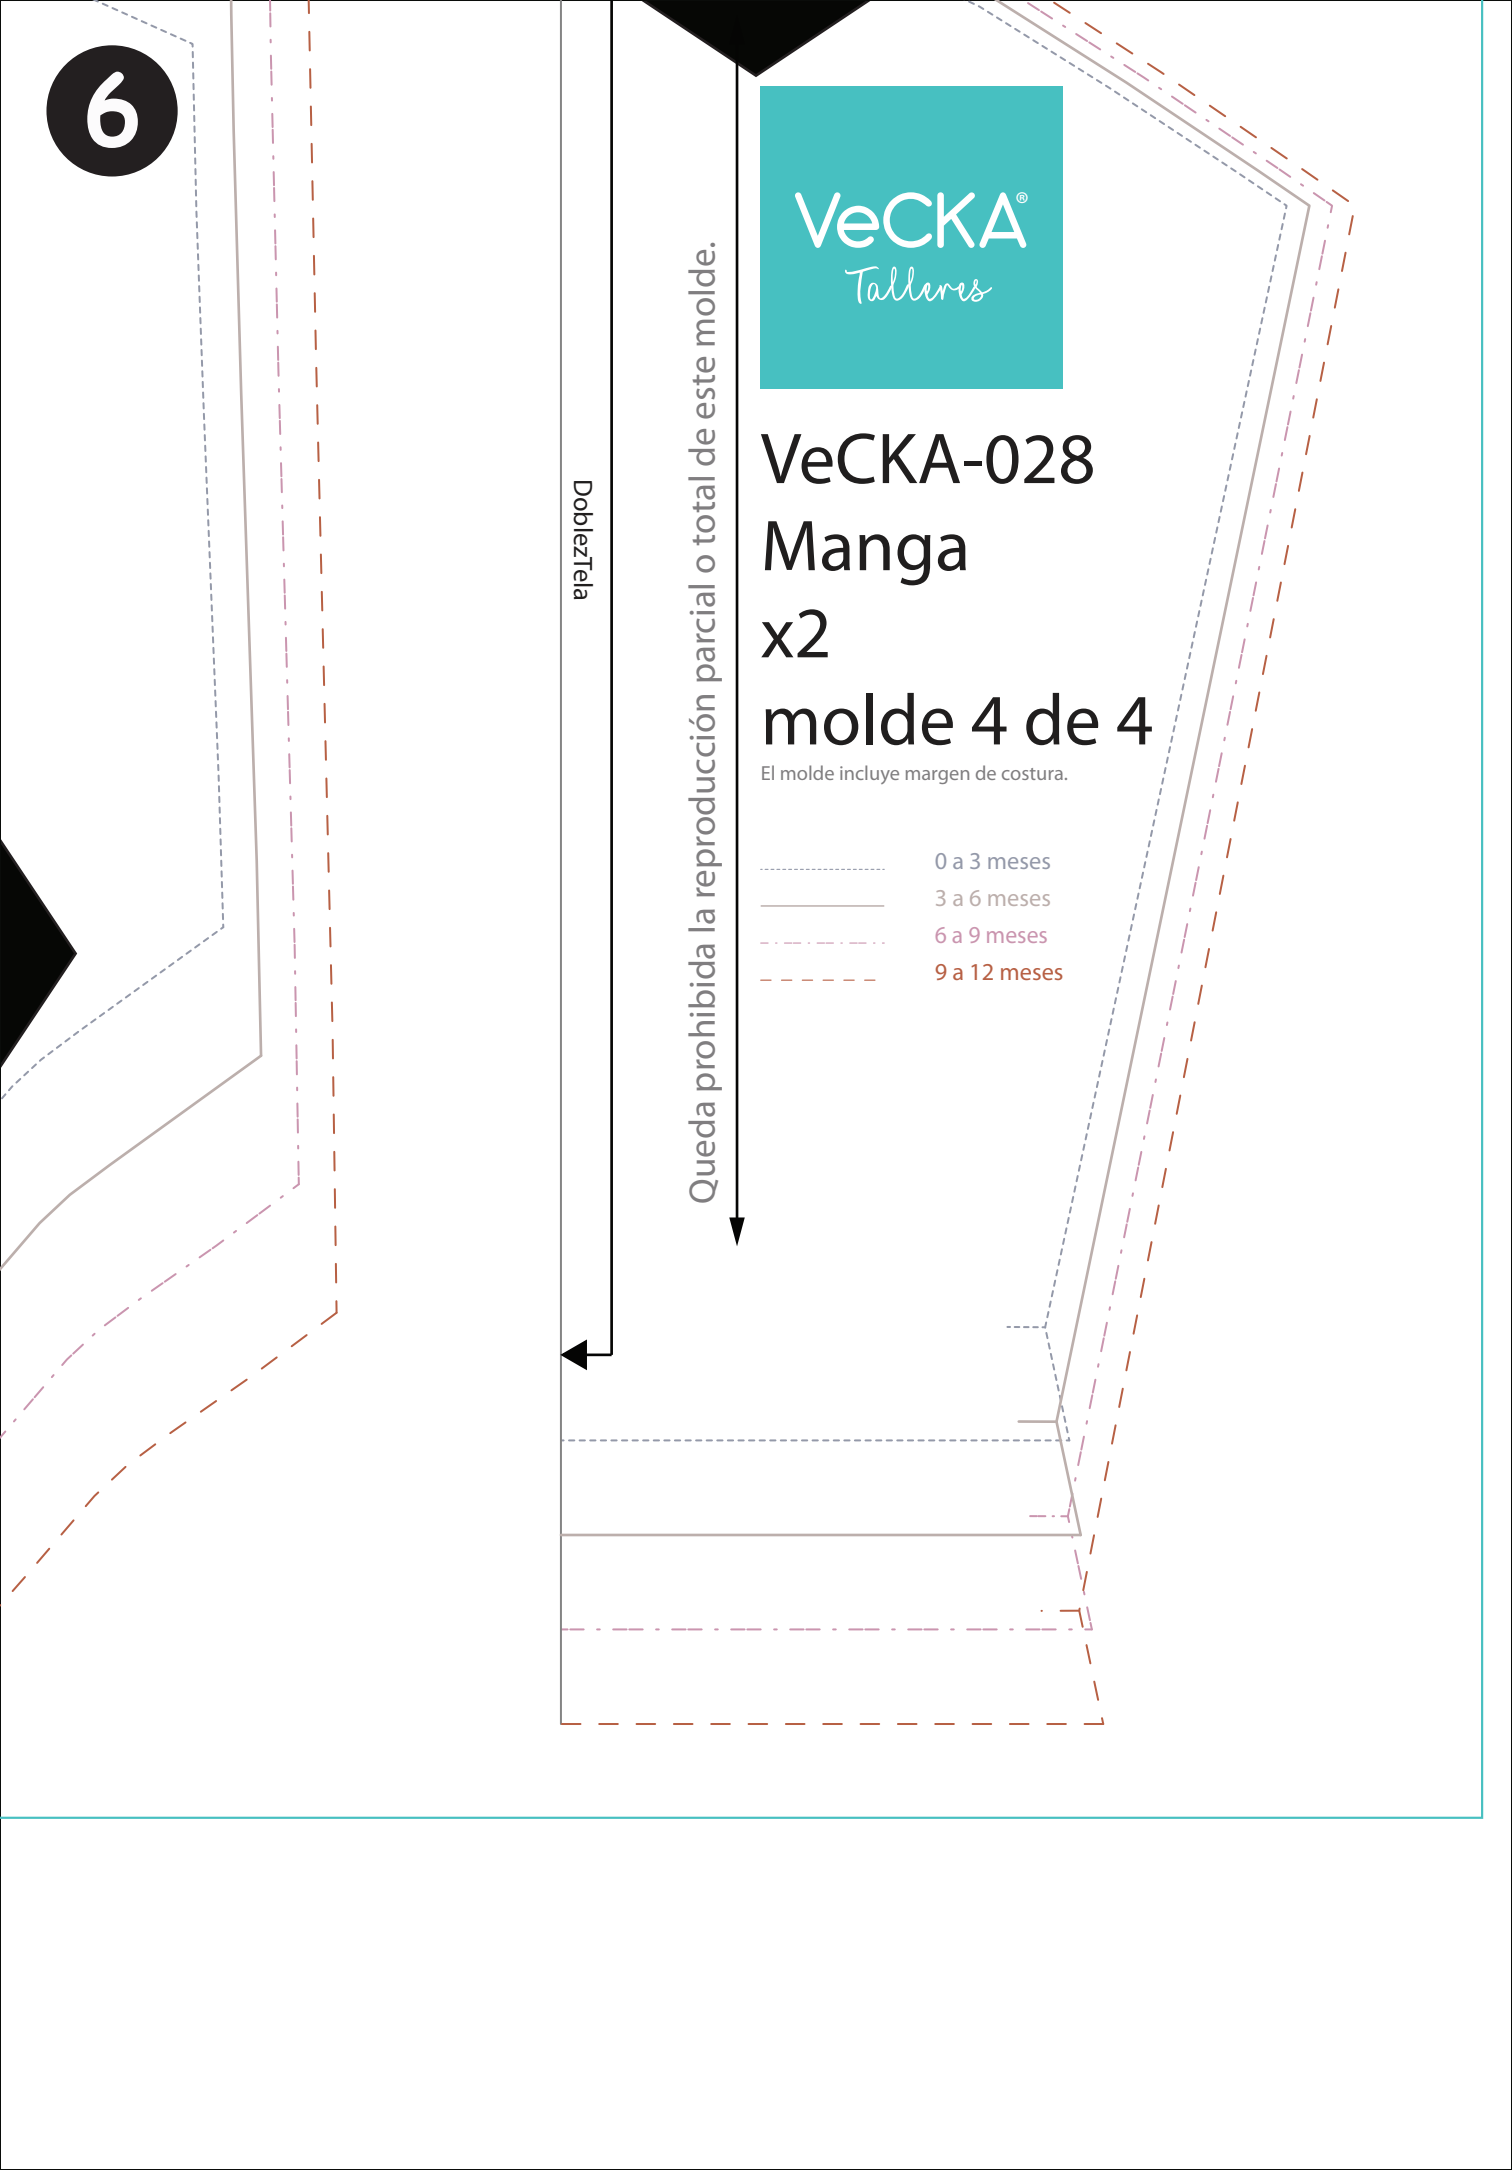 6
VeCKA®
Talleres
DoblezTela
Queda prohibida la reproducción parcial o total de este molde.
VeCKA-028
Manga
x2
molde 4 de 4
El molde incluye margen de costura.
0 a 3 meses
3 a 6 meses
6 a 9 meses
9 a 12 meses